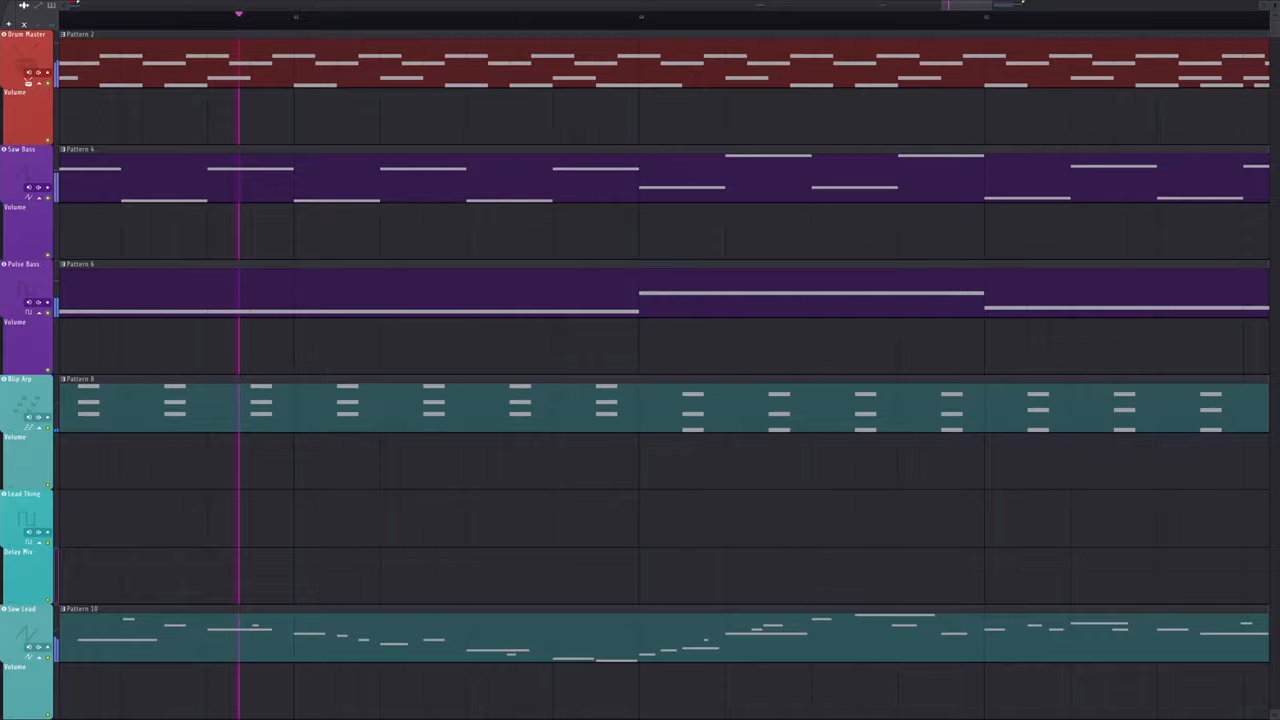 Drum Master
Pattern 2
Volume
Saw Bass
Pattern 4
Volume
Pulse Bass
Pattern 6
Volume
Blip Arp
Pattern 8
Volume
Lead Thing
Delay Mix
Saw Lead
Pattern 10
Volume